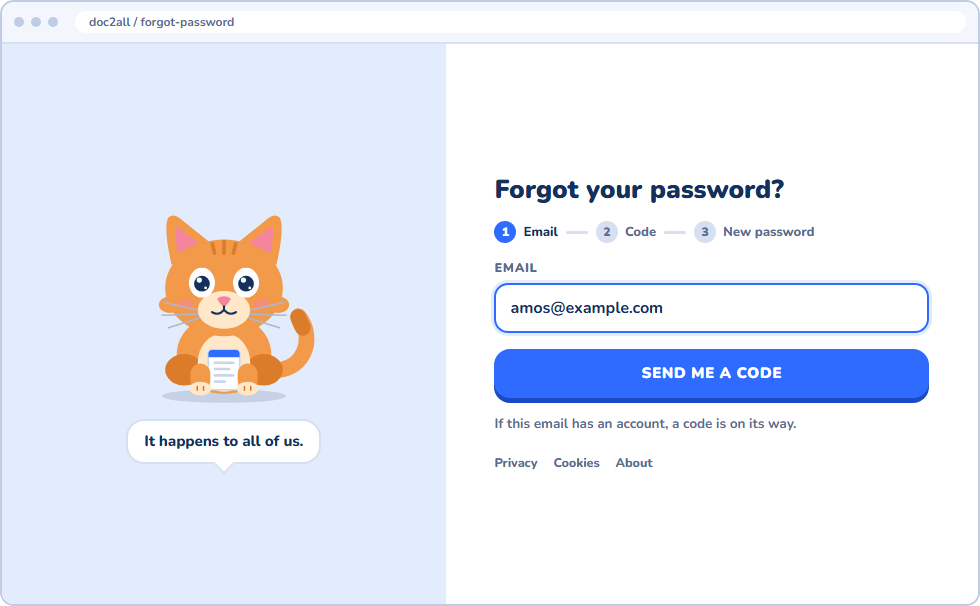 doc2all / forgot-password
It happens to all of us.
Forgot your password?
1 Email 2 Code 3 New password
EMAIL
amos@example.com
SEND ME A CODE
If this email has an account, a code is on its way.
Privacy Cookies About